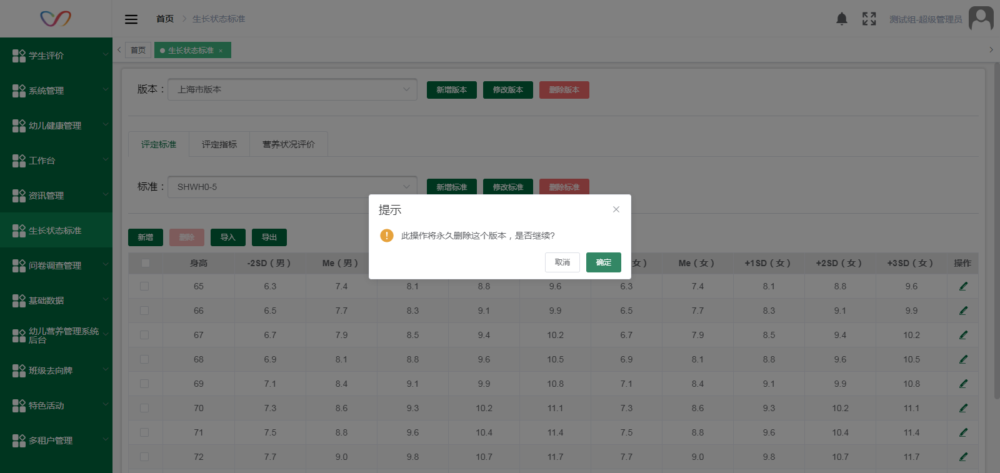 首页 > 生长状态标准
测试组-超级管理员
首页
生长状态标准 ×
学生评价
系统管理
幼儿健康管理
工作台
资讯管理
生长状态标准
问卷调查管理
基础数据
幼儿营养管理系统
后台
班级去向牌
特色活动
多租户管理
版本： 上海市版本 新增版本 修改版本 删除版本
评定标准 评定指标 营养状况评价
标准： SHWH0-5 新增标准 修改标准 删除标准
提示
此操作将永久删除这个版本，是否继续?
取消 确定
新增 删除 导入 导出
身高 -2SD（男） Me（男） 女） Me（女） +1SD（女） +2SD（女） +3SD（女） 操作
65 6.3 7.4 8.1 8.8 9.6 6.3 7.4 8.1 8.8 9.6
66 6.5 7.7 8.3 9.1 9.9 6.5 7.7 8.3 9.1 9.9
67 6.7 7.9 8.5 9.4 10.2 6.7 7.9 8.5 9.4 10.2
68 6.9 8.1 8.8 9.6 10.5 6.9 8.1 8.8 9.6 10.5
69 7.1 8.4 9.1 9.9 10.8 7.1 8.4 9.1 9.9 10.8
70 7.3 8.6 9.3 10.2 11.1 7.3 8.6 9.3 10.2 11.1
71 7.5 8.8 9.6 10.4 11.4 7.5 8.8 9.6 10.4 11.4
72 7.7 9.0 9.8 10.7 11.7 7.7 9.0 9.8 10.7 11.7